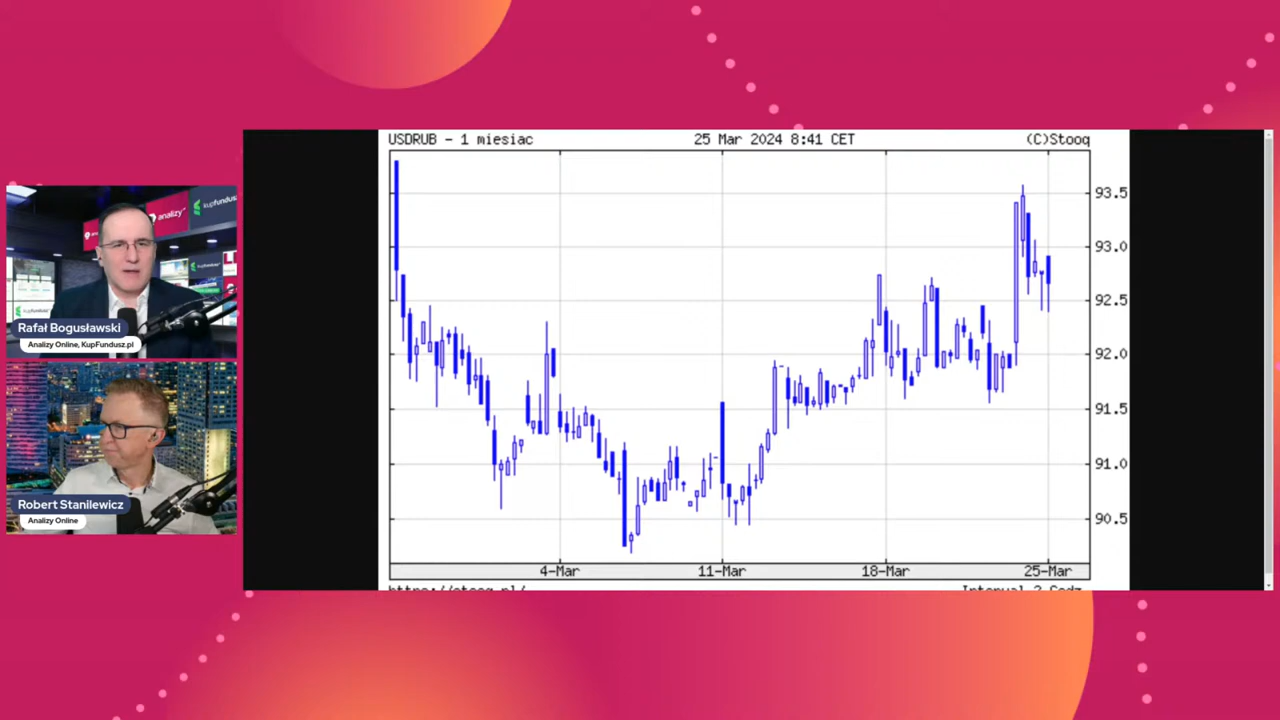 USDRUB - 1 miesiac 25 Mar 2024 8:41 CET (C)Stooq
93.5
93.0
92.5
92.0
91.5
91.0
90.5
4-Mar 11-Mar 18-Mar 25-Mar
analizy
kupfundusz
Rafał Bogusławski
Analizy Online, KupFundusz.pl
Robert Stanilewicz
Analizy Online